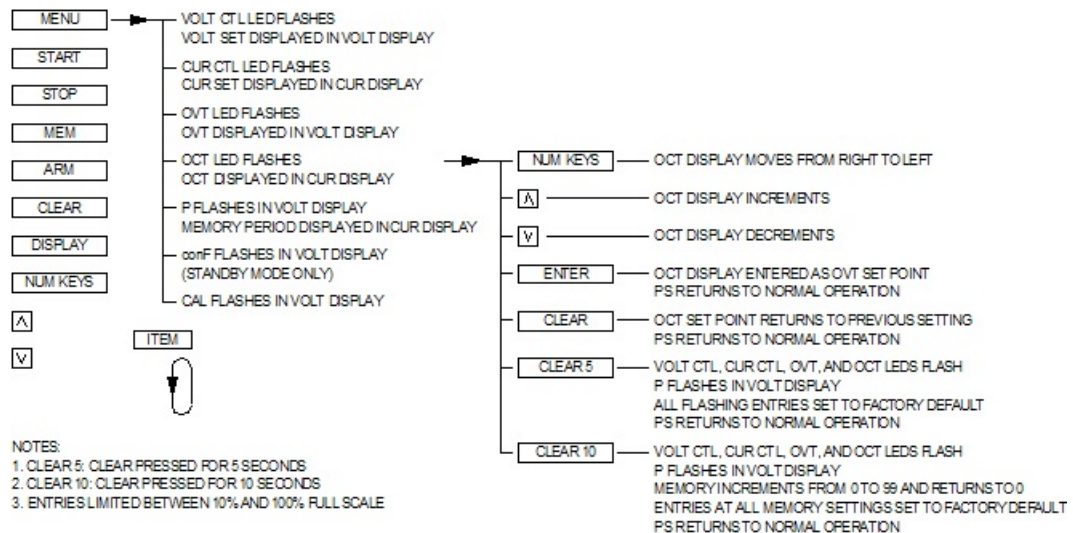 MENU
START
STOP
MEM
ARM
CLEAR
DISPLAY
NUM KEYS
VOLT CTL LED FLASHES
VOLT SET DISPLAYED IN VOLT DISPLAY
CUR CTL LED FLASHES
CUR SET DISPLAYED IN CUR DISPLAY
OVT LED FLASHES
OVT DISPLAYED IN VOLT DISPLAY
OCT LED FLASHES
OCT DISPLAYED IN CUR DISPLAY
P FLASHES IN VOLT DISPLAY
MEMORY PERIOD DISPLAYED IN CUR DISPLAY
conF FLASHES IN VOLT DISPLAY
(STANDBY MODE ONLY)
CAL FLASHES IN VOLT DISPLAY
ITEM
NUM KEYS
OCT DISPLAY MOVES FROM RIGHT TO LEFT
OCT DISPLAY INCREMENTS
OCT DISPLAY DECREMENTS
ENTER
OCT DISPLAY ENTERED AS OVT SET POINT
PS RETURNS TO NORMAL OPERATION
CLEAR
OCT SET POINT RETURNS TO PREVIOUS SETTING
PS RETURNS TO NORMAL OPERATION
CLEAR 5
VOLT CTL, CUR CTL, OVT, AND OCT LEDS FLASH
P FLASHES IN VOLT DISPLAY
ALL FLASHING ENTRIES SET TO FACTORY DEFAULT
PS RETURNS TO NORMAL OPERATION
CLEAR 10
VOLT CTL, CUR CTL, OVT, AND OCT LEDS FLASH
P FLASHES IN VOLT DISPLAY
MEMORY INCREMENTS FROM 0 TO 99 AND RETURNS TO 0
ENTRIES AT ALL MEMORY SETTINGS SET TO FACTORY DEFAULT
PS RETURNS TO NORMAL OPERATION
NOTES:
1. CLEAR 5: CLEAR PRESSED FOR 5 SECONDS
2. CLEAR 10: CLEAR PRESSED FOR 10 SECONDS
3. ENTRIES LIMITED BETWEEN 10% AND 100% FULL SCALE